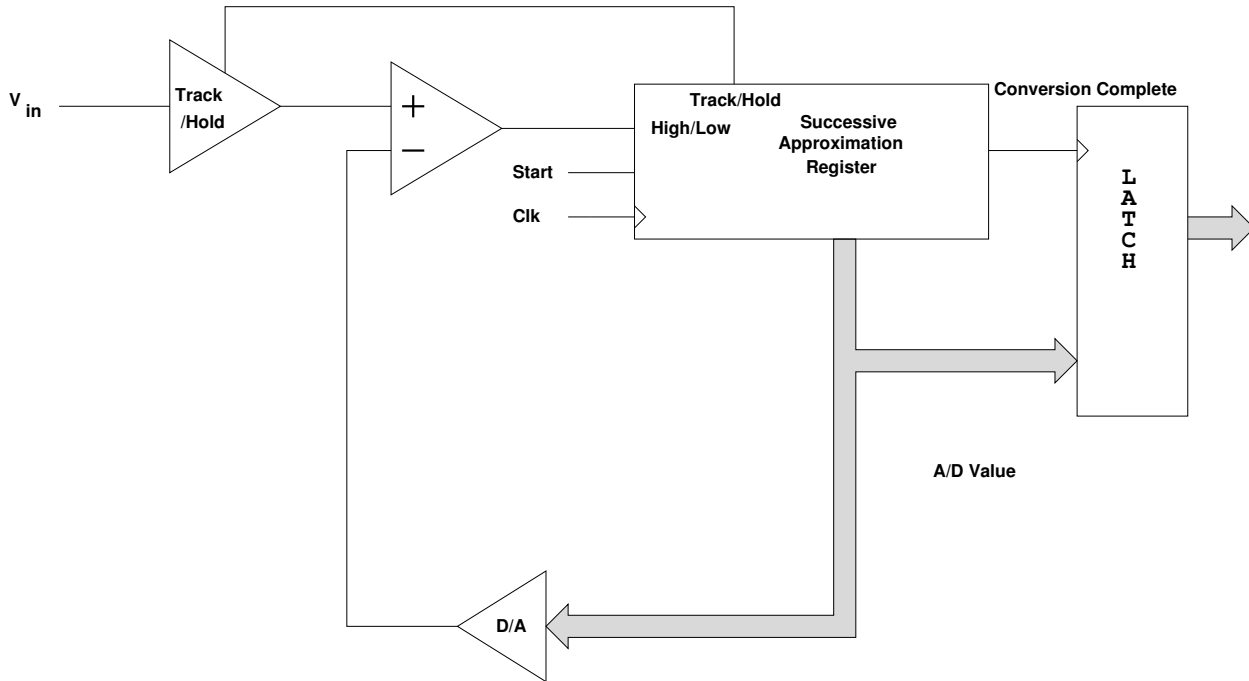 V in
Track
/Hold
+
−
Track/Hold
High/Low
Successive
Approximation
Register
Start
Clk
Conversion Complete
L
A
T
C
H
A/D Value
D/A